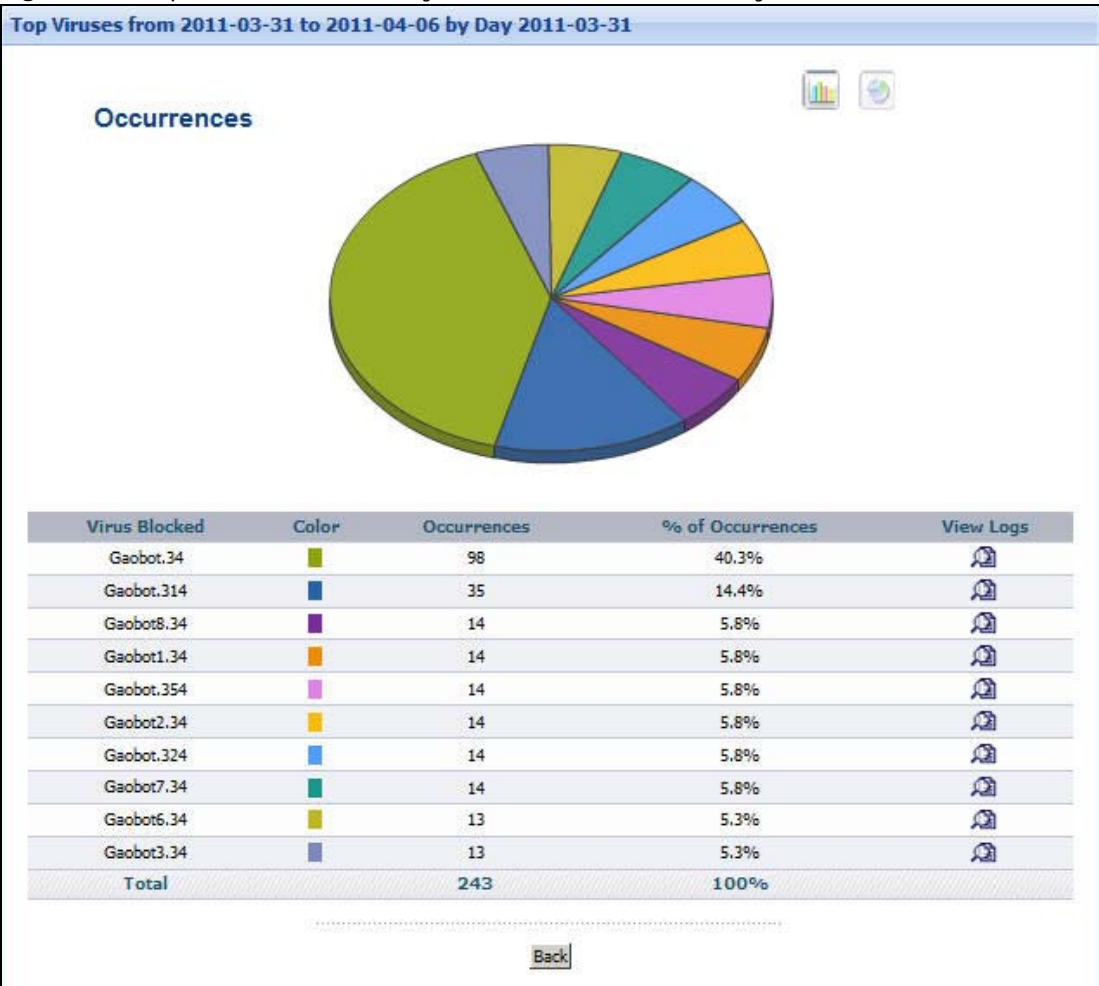 Top Viruses from 2011-03-31 to 2011-04-06 by Day 2011-03-31
Occurrences
Virus Blocked Color Occurrences % of Occurrences View Logs
Gaobot.34 98 40.3%
Gaobot.314 35 14.4%
Gaobot8.34 14 5.8%
Gaobot1.34 14 5.8%
Gaobot.354 14 5.8%
Gaobot2.34 14 5.8%
Gaobot.324 14 5.8%
Gaobot7.34 14 5.8%
Gaobot6.34 13 5.3%
Gaobot3.34 13 5.3%
Total 243 100%
Back